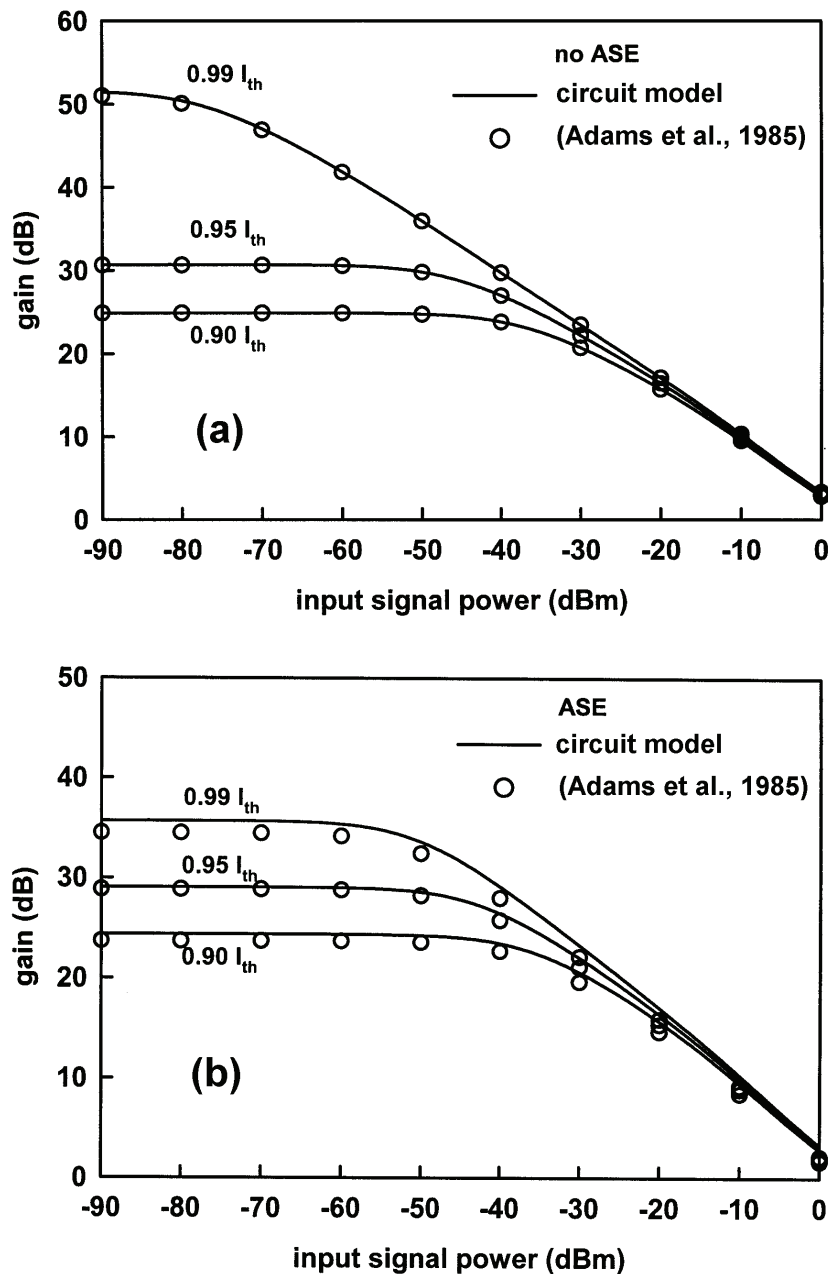 60
50
40
30
20
10
0
gain (dB)
0.99 I_th
0.95 I_th
0.90 I_th
no ASE
circuit model
(Adams et al., 1985)
(a)
-90 -80 -70 -60 -50 -40 -30 -20 -10 0
input signal power (dBm)
50
40
30
20
10
0
gain (dB)
0.99 I_th
0.95 I_th
0.90 I_th
ASE
circuit model
(Adams et al., 1985)
(b)
-90 -80 -70 -60 -50 -40 -30 -20 -10 0
input signal power (dBm)